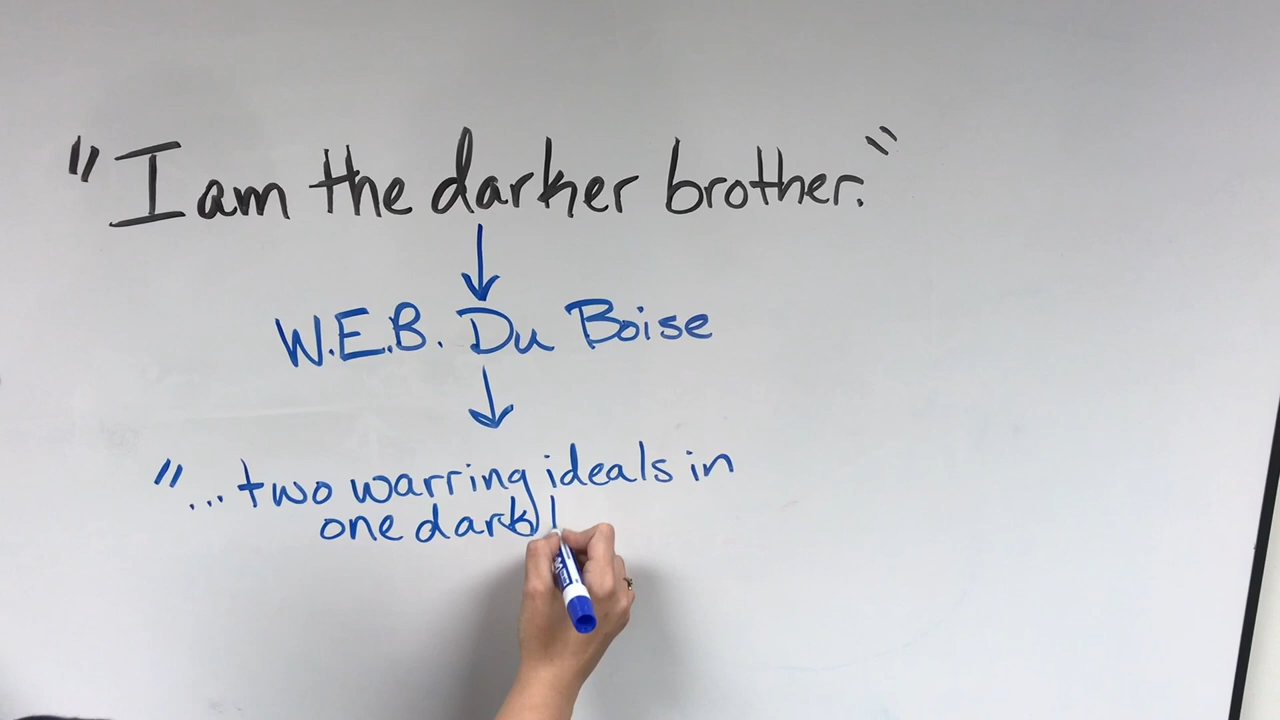 "I am the darker brother."
W.E.B. Du Boise
"...two warring ideals in
one dark